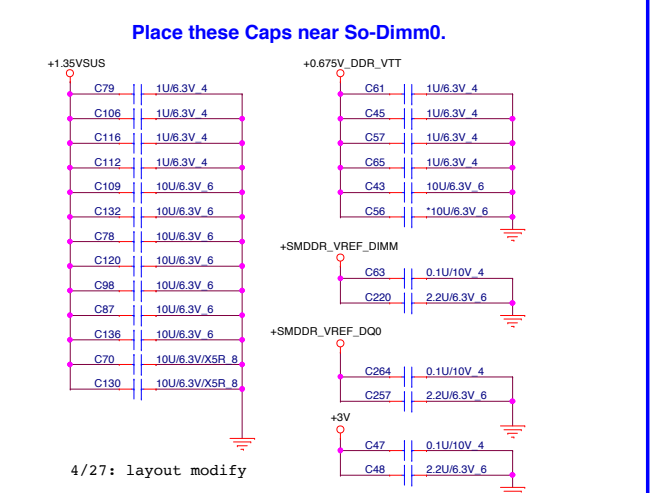 Place these Caps near So-Dimm0.
+1.35VSUS
C79 1U/6.3V_4
C106 1U/6.3V_4
C116 1U/6.3V_4
C112 1U/6.3V_4
C109 10U/6.3V_6
C132 10U/6.3V_6
C78 10U/6.3V_6
C120 10U/6.3V_6
C98 10U/6.3V_6
C87 10U/6.3V_6
C136 10U/6.3V_6
C70 10U/6.3V/X5R_8
C130 10U/6.3V/X5R_8
4/27: layout modify
+0.675V_DDR_VTT
C61 1U/6.3V_4
C45 1U/6.3V_4
C57 1U/6.3V_4
C65 1U/6.3V_4
C43 10U/6.3V_6
C56 *10U/6.3V_6
+SMDDR_VREF_DIMM
C63 0.1U/10V_4
C220 2.2U/6.3V_6
+SMDDR_VREF_DQ0
C264 0.1U/10V_4
C257 2.2U/6.3V_6
+3V
C47 0.1U/10V_4
C48 2.2U/6.3V_6